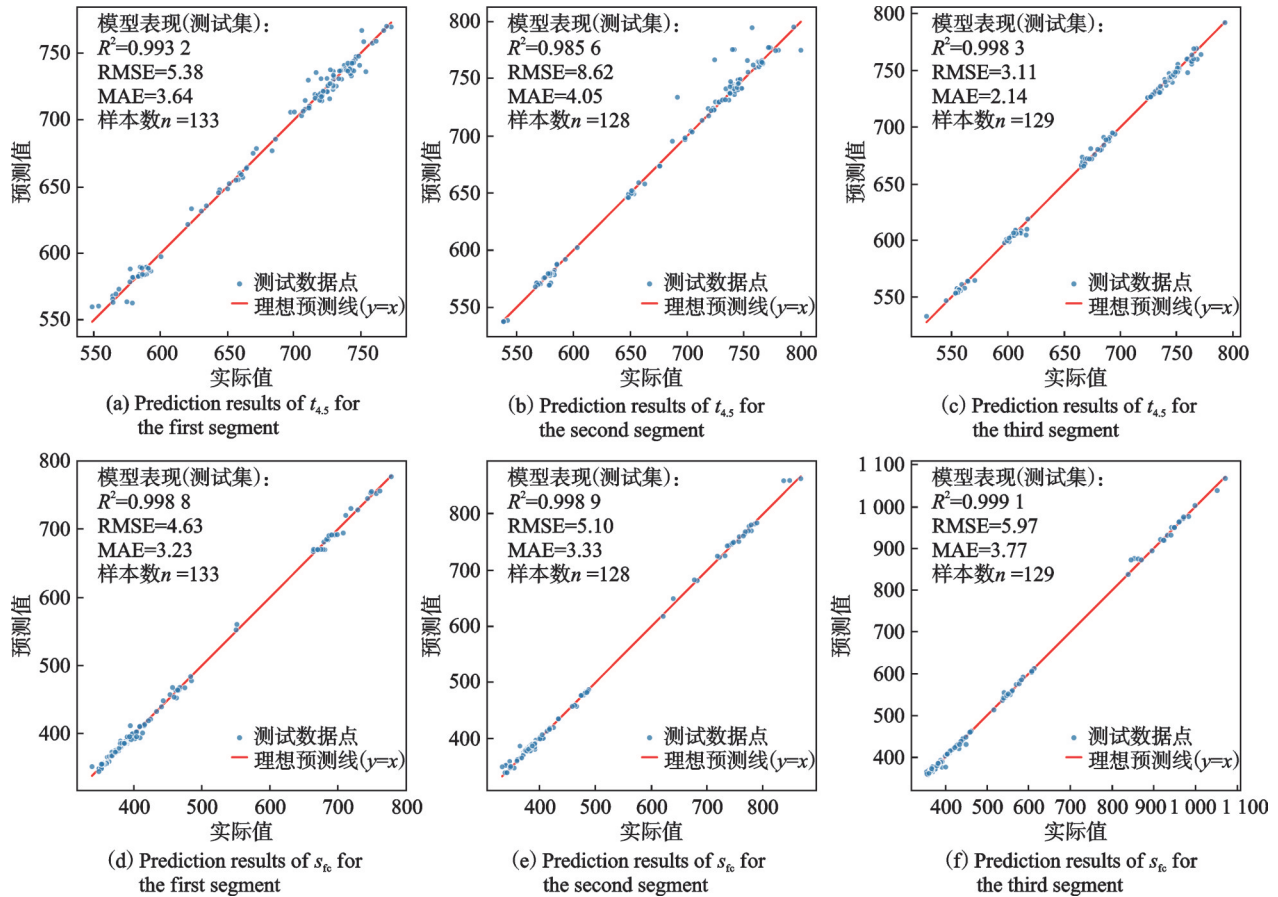 模型表现(测试集):
R²=0.993 2
RMSE=5.38
MAE=3.64
样本数n =133
预测值
750
700
650
600
550
测试数据点
理想预测线(y=x)
550 600 650 700 750
实际值
(a) Prediction results of t4.5 for
the first segment
模型表现(测试集):
R²=0.985 6
RMSE=8.62
MAE=4.05
样本数n =128
预测值
800
750
700
650
600
550
测试数据点
理想预测线(y=x)
550 600 650 700 750 800
实际值
(b) Prediction results of t4.5 for
the second segment
模型表现(测试集):
R²=0.998 3
RMSE=3.11
MAE=2.14
样本数n =129
预测值
800
750
700
650
600
550
测试数据点
理想预测线(y=x)
550 600 650 700 750 800
实际值
(c) Prediction results of t4.5 for
the third segment
模型表现(测试集):
R²=0.998 8
RMSE=4.63
MAE=3.23
样本数n =133
预测值
800
700
600
500
400
测试数据点
理想预测线(y=x)
400 500 600 700 800
实际值
(d) Prediction results of sfc for
the first segment
模型表现(测试集):
R²=0.998 9
RMSE=5.10
MAE=3.33
样本数n =128
预测值
800
700
600
500
400
测试数据点
理想预测线(y=x)
400 500 600 700 800
实际值
(e) Prediction results of sfc for
the second segment
模型表现(测试集):
R²=0.999 1
RMSE=5.97
MAE=3.77
样本数n =129
预测值
1 100
1 000
900
800
700
600
500
400
测试数据点
理想预测线(y=x)
400 500 600 700 800 900 1 000 1 100
实际值
(f) Prediction results of sfc for
the third segment